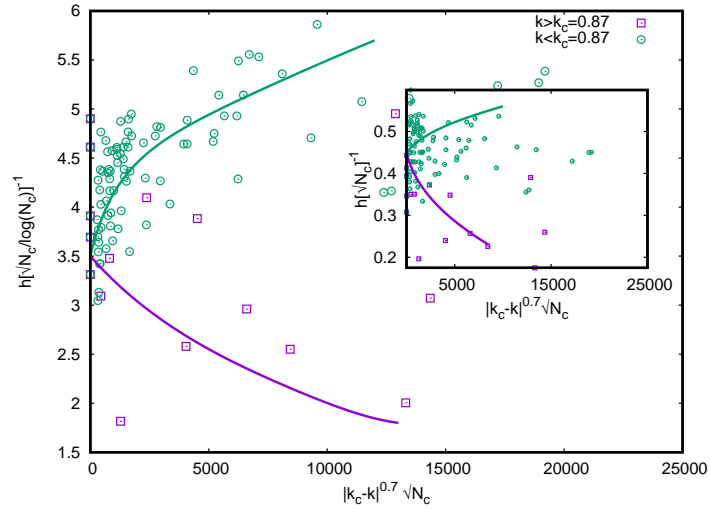 k>k_c=0.87
k<k_c=0.87
6
5.5
5
4.5
4
3.5
3
2.5
2
1.5
h[√N_c/log(N_c)]^-1
0 5000 10000 15000 20000 25000
|k_c-k|^0.7 √N_c
0.5
0.4
0.3
0.2
h[√N_c]^-1
5000 15000 25000
|k_c-k|^0.7 √N_c